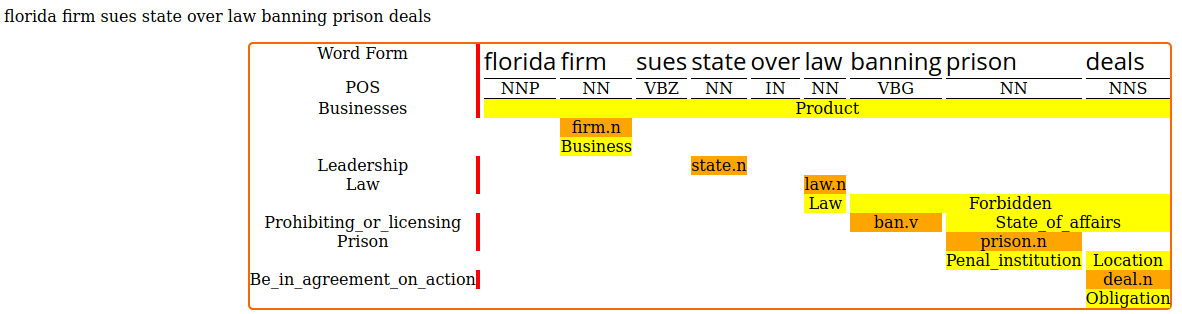 florida firm sues state over law banning prison deals
Word Form florida firm sues state over law banning prison deals
POS NNP NN VBZ NN IN NN VBG NN NNS
Businesses Product
firm.n
Business
Leadership state.n
Law law.n
Law Forbidden
Prohibiting_or_licensing ban.v State_of_affairs
Prison prison.n
Penal_institution Location
Be_in_agreement_on_action deal.n
Obligation